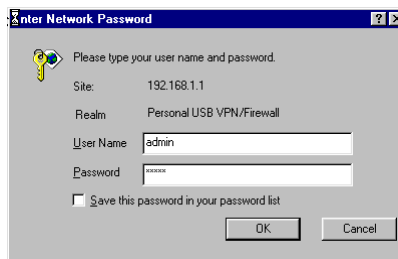 nter Network Password
Please type your user name and password.
Site: 192.168.1.1
Realm Personal USB VPN/Firewall
User Name admin
Password xxxxx
Save this password in your password list
OK Cancel